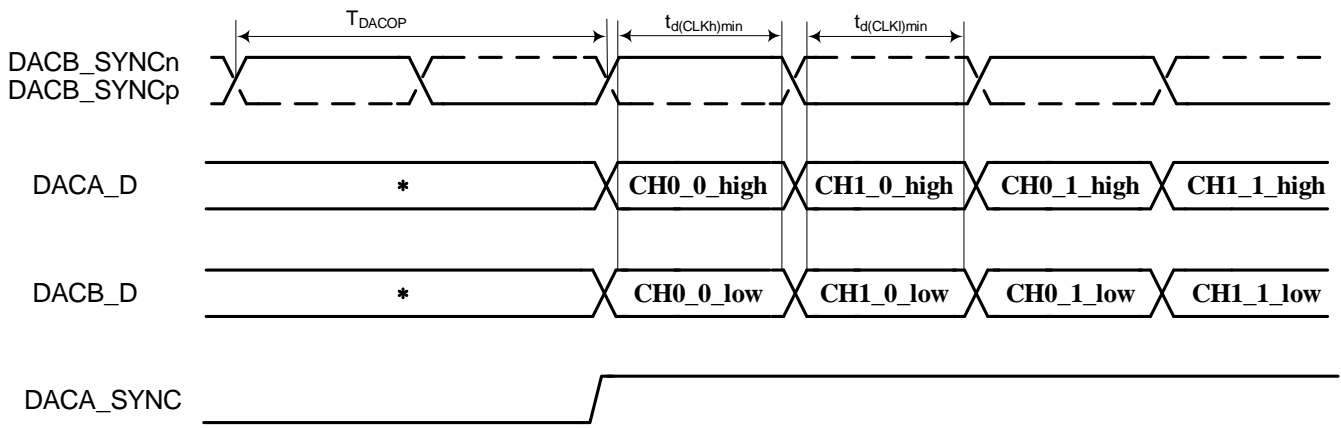 T_DACOP t_d(CLKh)min t_d(CLKl)min
DACB_SYNCn
DACB_SYNCp
DACA_D * CH0_0_high CH1_0_high CH0_1_high CH1_1_high
DACB_D * CH0_0_low CH1_0_low CH0_1_low CH1_1_low
DACA_SYNC